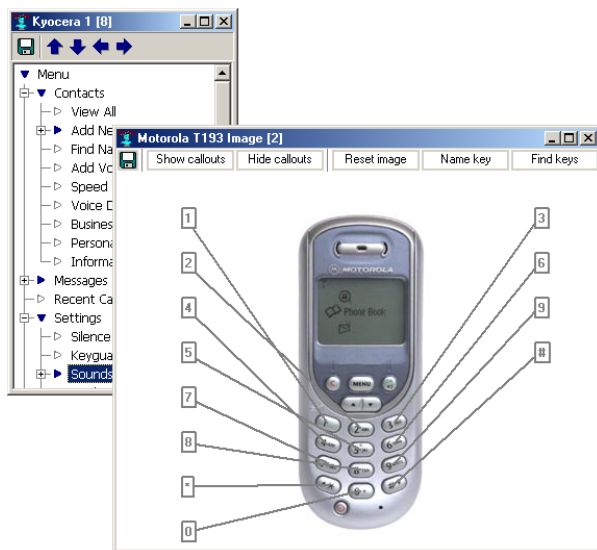 Kyocera 1 [8]
Menu
Contacts
View All
Add Ne
Find Na
Add Vo
Speed
Voice D
Busines
Persona
Informa
Messages
Recent Ca
Settings
Silence
Keygua
Sounds
Motorola T193 Image [2]
Show callouts Hide callouts Reset image Name key Find keys
1 3
2 6
4 9
5 #
7
8
*
0
MOTOROLA
Phone Book
MENU